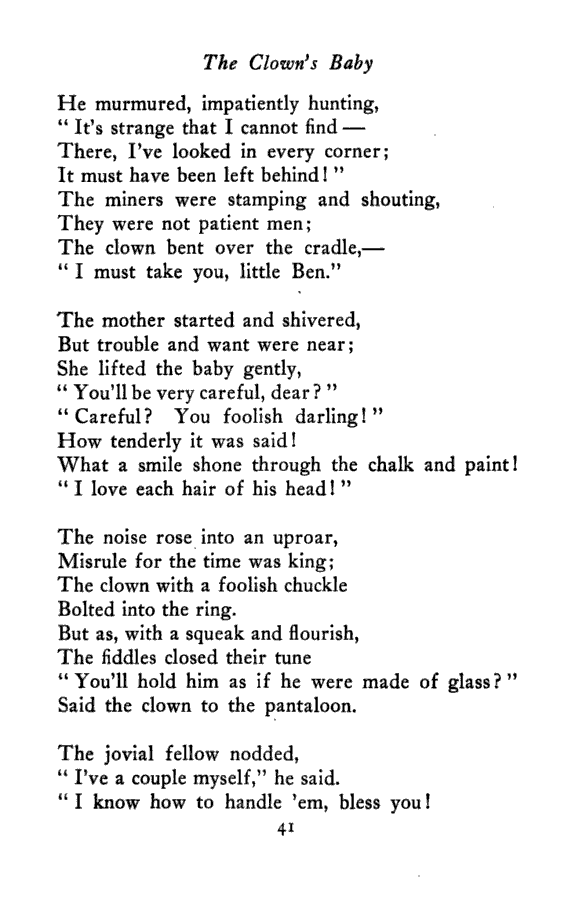 The Clown's Baby
He murmured, impatiently hunting,
" It's strange that I cannot find —
There, I've looked in every corner;
It must have been left behind! "
The miners were stamping and shouting,
They were not patient men;
The clown bent over the cradle,—
" I must take you, little Ben."
The mother started and shivered,
But trouble and want were near;
She lifted the baby gently,
" You'll be very careful, dear? "
" Careful? You foolish darling! "
How tenderly it was said!
What a smile shone through the chalk and paint!
" I love each hair of his head! "
The noise rose into an uproar,
Misrule for the time was king;
The clown with a foolish chuckle
Bolted into the ring.
But as, with a squeak and flourish,
The fiddles closed their tune
" You'll hold him as if he were made of glass? "
Said the clown to the pantaloon.
The jovial fellow nodded,
" I've a couple myself," he said.
" I know how to handle 'em, bless you!
41